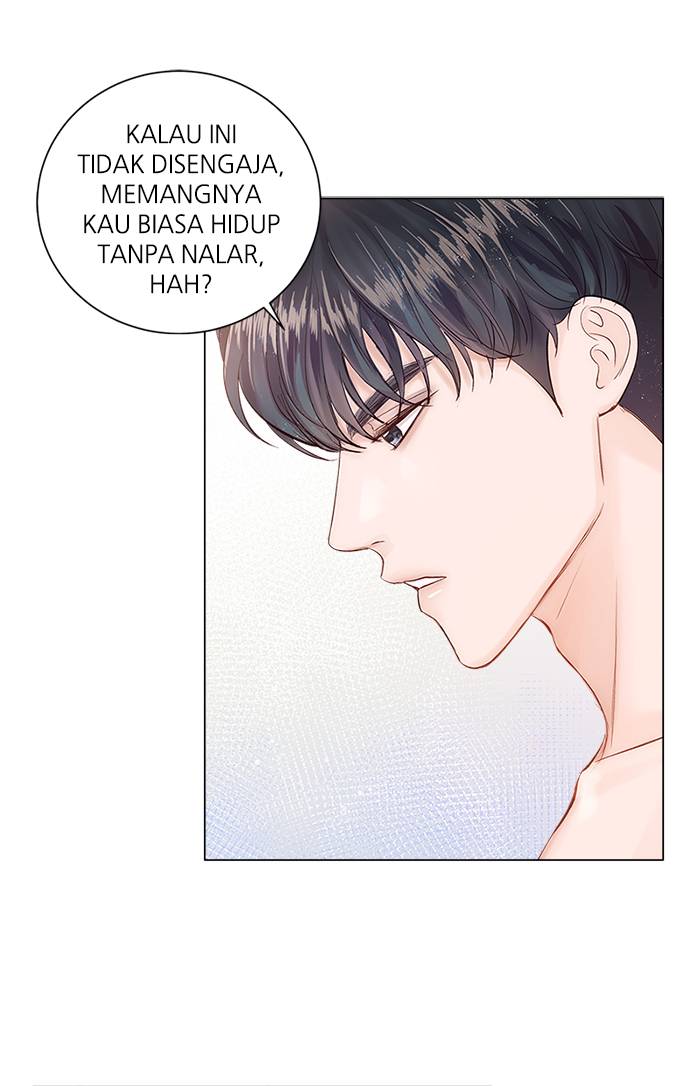 KALAU INI
TIDAK DISENGAJA,
MEMANGNYA
KAU BIASA HIDUP
TANPA NALAR,
HAH?